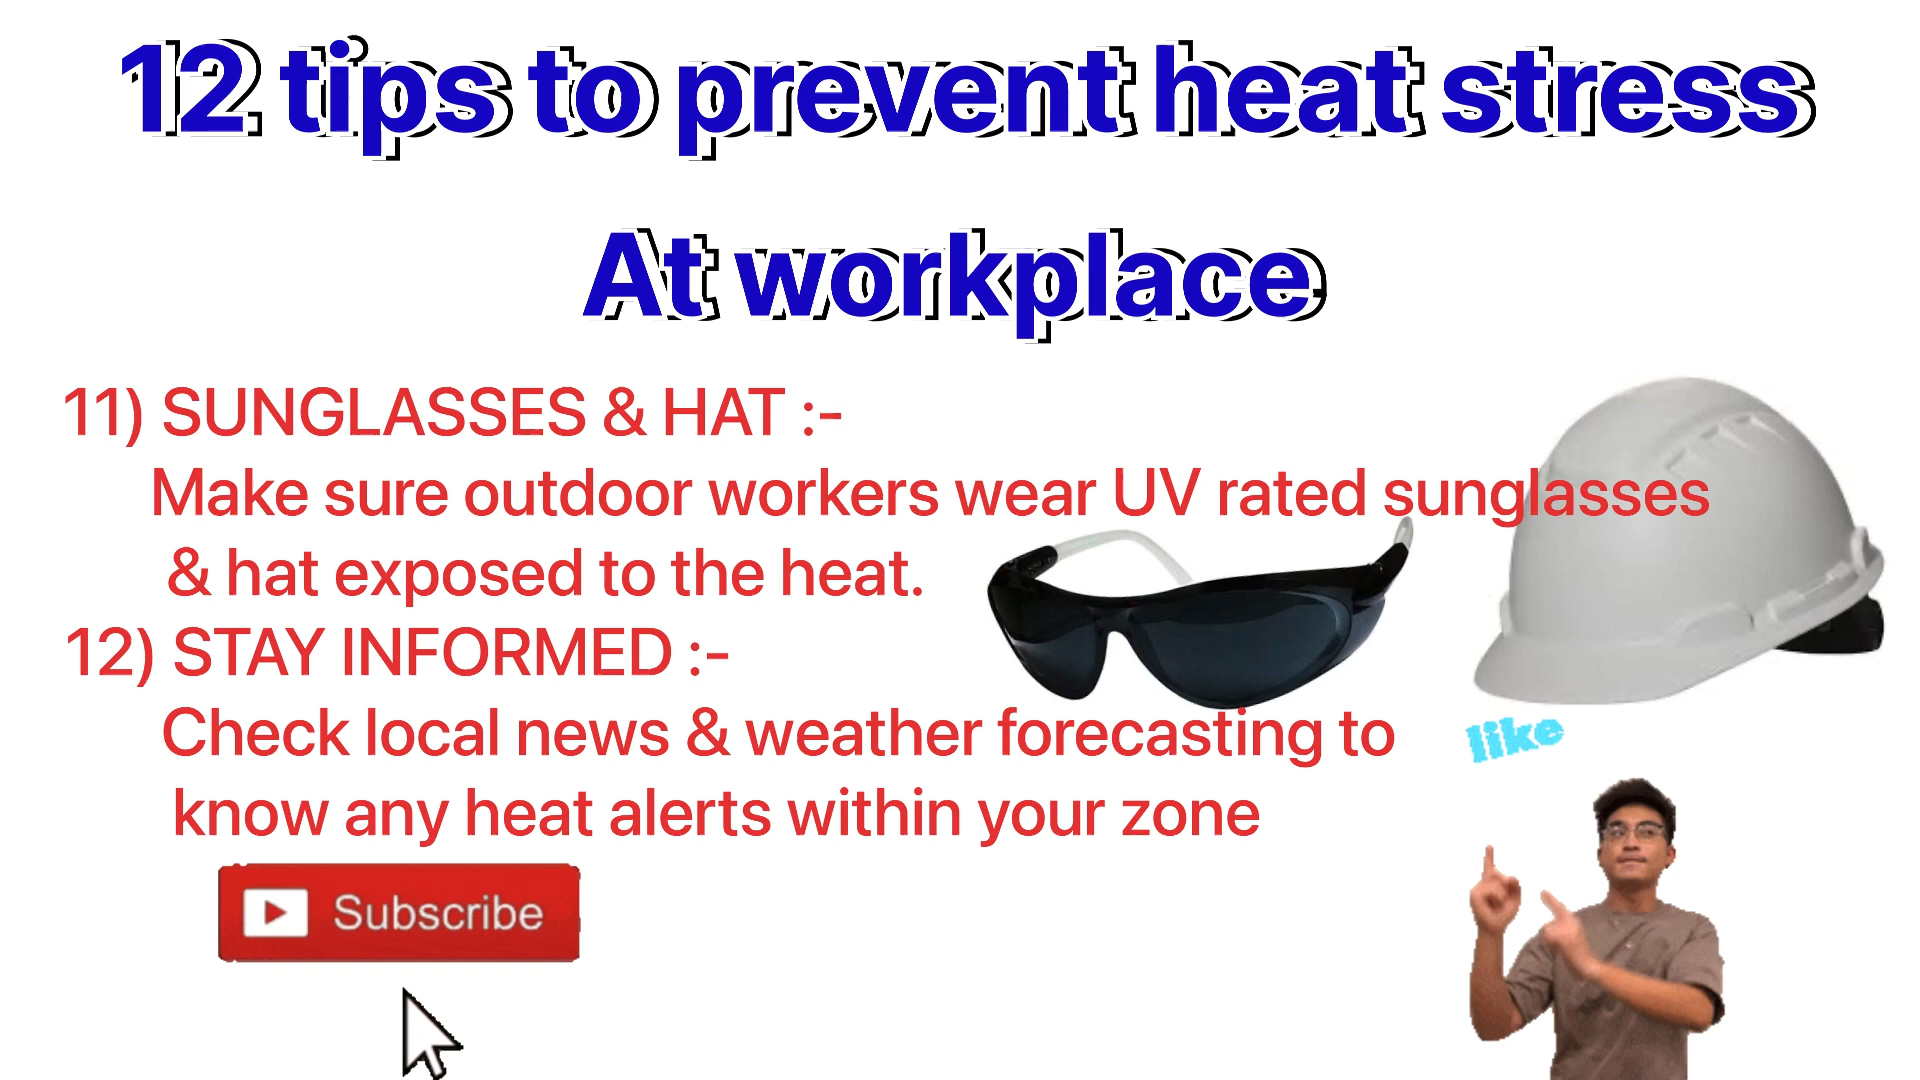 12 tips to prevent heat stress
At workplace
11) SUNGLASSES & HAT :-
Make sure outdoor workers wear UV rated sunglasses
& hat exposed to the heat.
12) STAY INFORMED :-
Check local news & weather forecasting to
know any heat alerts within your zone
like
Subscribe